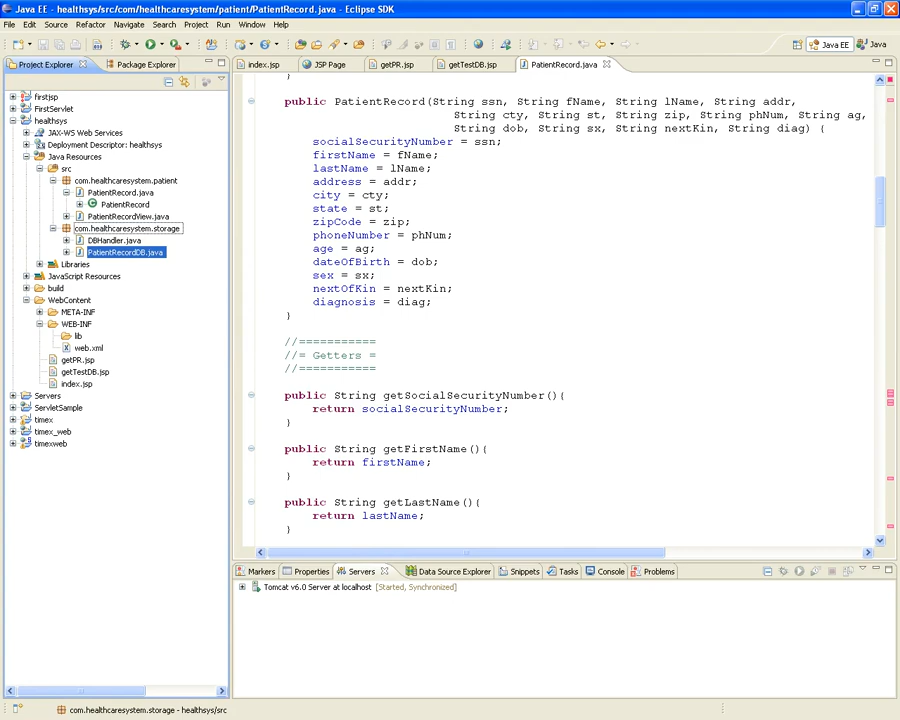 Java EE - healthsys/src/com/healthcaresystem/patient/PatientRecord.java - Eclipse SDK
File Edit Source Refactor Navigate Search Project Run Window Help
Java EE Java
Project Explorer Package Explorer
index.jsp JSP Page getPR.jsp getTestDB.jsp PatientRecord.java
firstjsp
FirstServlet
healthsys
JAX-WS Web Services
Deployment Descriptor: healthsys
Java Resources
src
com.healthcaresystem.patient
PatientRecord.java
PatientRecord
PatientRecordView.java
com.healthcaresystem.storage
DBHandler.java
PatientRecordDB.java
Libraries
JavaScript Resources
build
WebContent
META-INF
WEB-INF
lib
web.xml
getPR.jsp
getTestDB.jsp
index.jsp
Servers
ServletSample
timex
timex_web
timexweb
}
public PatientRecord(String ssn, String fName, String lName, String addr,
String cty, String st, String zip, String phNum, String ag,
String dob, String sx, String nextKin, String diag) {
socialSecurityNumber = ssn;
firstName = fName;
lastName = lName;
address = addr;
city = cty;
state = st;
zipCode = zip;
phoneNumber = phNum;
age = ag;
dateOfBirth = dob;
sex = sx;
nextOfKin = nextKin;
diagnosis = diag;
}
//===========
//= Getters =
//===========
public String getSocialSecurityNumber(){
return socialSecurityNumber;
}
public String getFirstName(){
return firstName;
}
public String getLastName(){
return lastName;
}
Markers Properties Servers Data Source Explorer Snippets Tasks Console Problems
Tomcat v6.0 Server at localhost [Started, Synchronized]
com.healthcaresystem.storage - healthsys/src